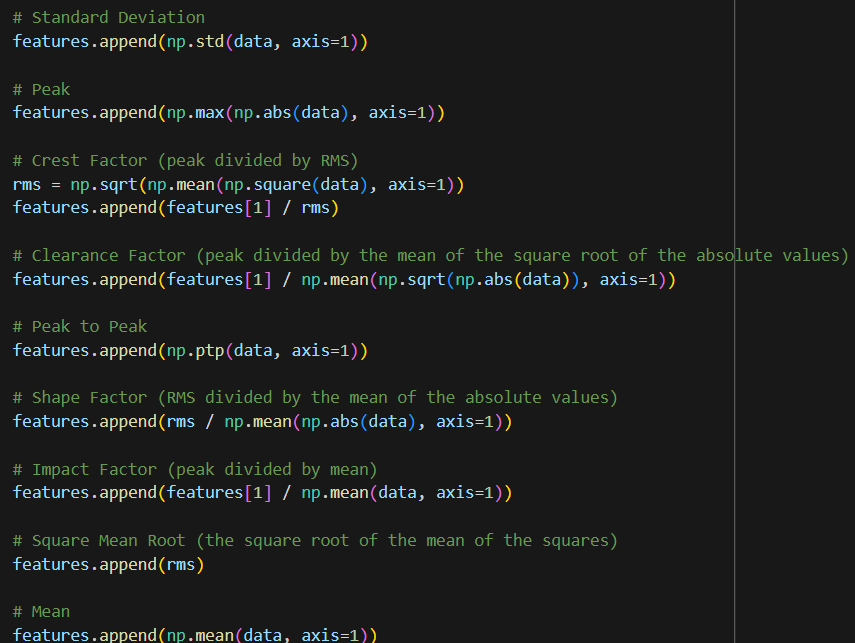 # Standard Deviation
features.append(np.std(data, axis=1))
# Peak
features.append(np.max(np.abs(data), axis=1))
# Crest Factor (peak divided by RMS)
rms = np.sqrt(np.mean(np.square(data), axis=1))
features.append(features[1] / rms)
# Clearance Factor (peak divided by the mean of the square root of the absolute values)
features.append(features[1] / np.mean(np.sqrt(np.abs(data)), axis=1))
# Peak to Peak
features.append(np.ptp(data, axis=1))
# Shape Factor (RMS divided by the mean of the absolute values)
features.append(rms / np.mean(np.abs(data), axis=1))
# Impact Factor (peak divided by mean)
features.append(features[1] / np.mean(data, axis=1))
# Square Mean Root (the square root of the mean of the squares)
features.append(rms)
# Mean
features.append(np.mean(data, axis=1))